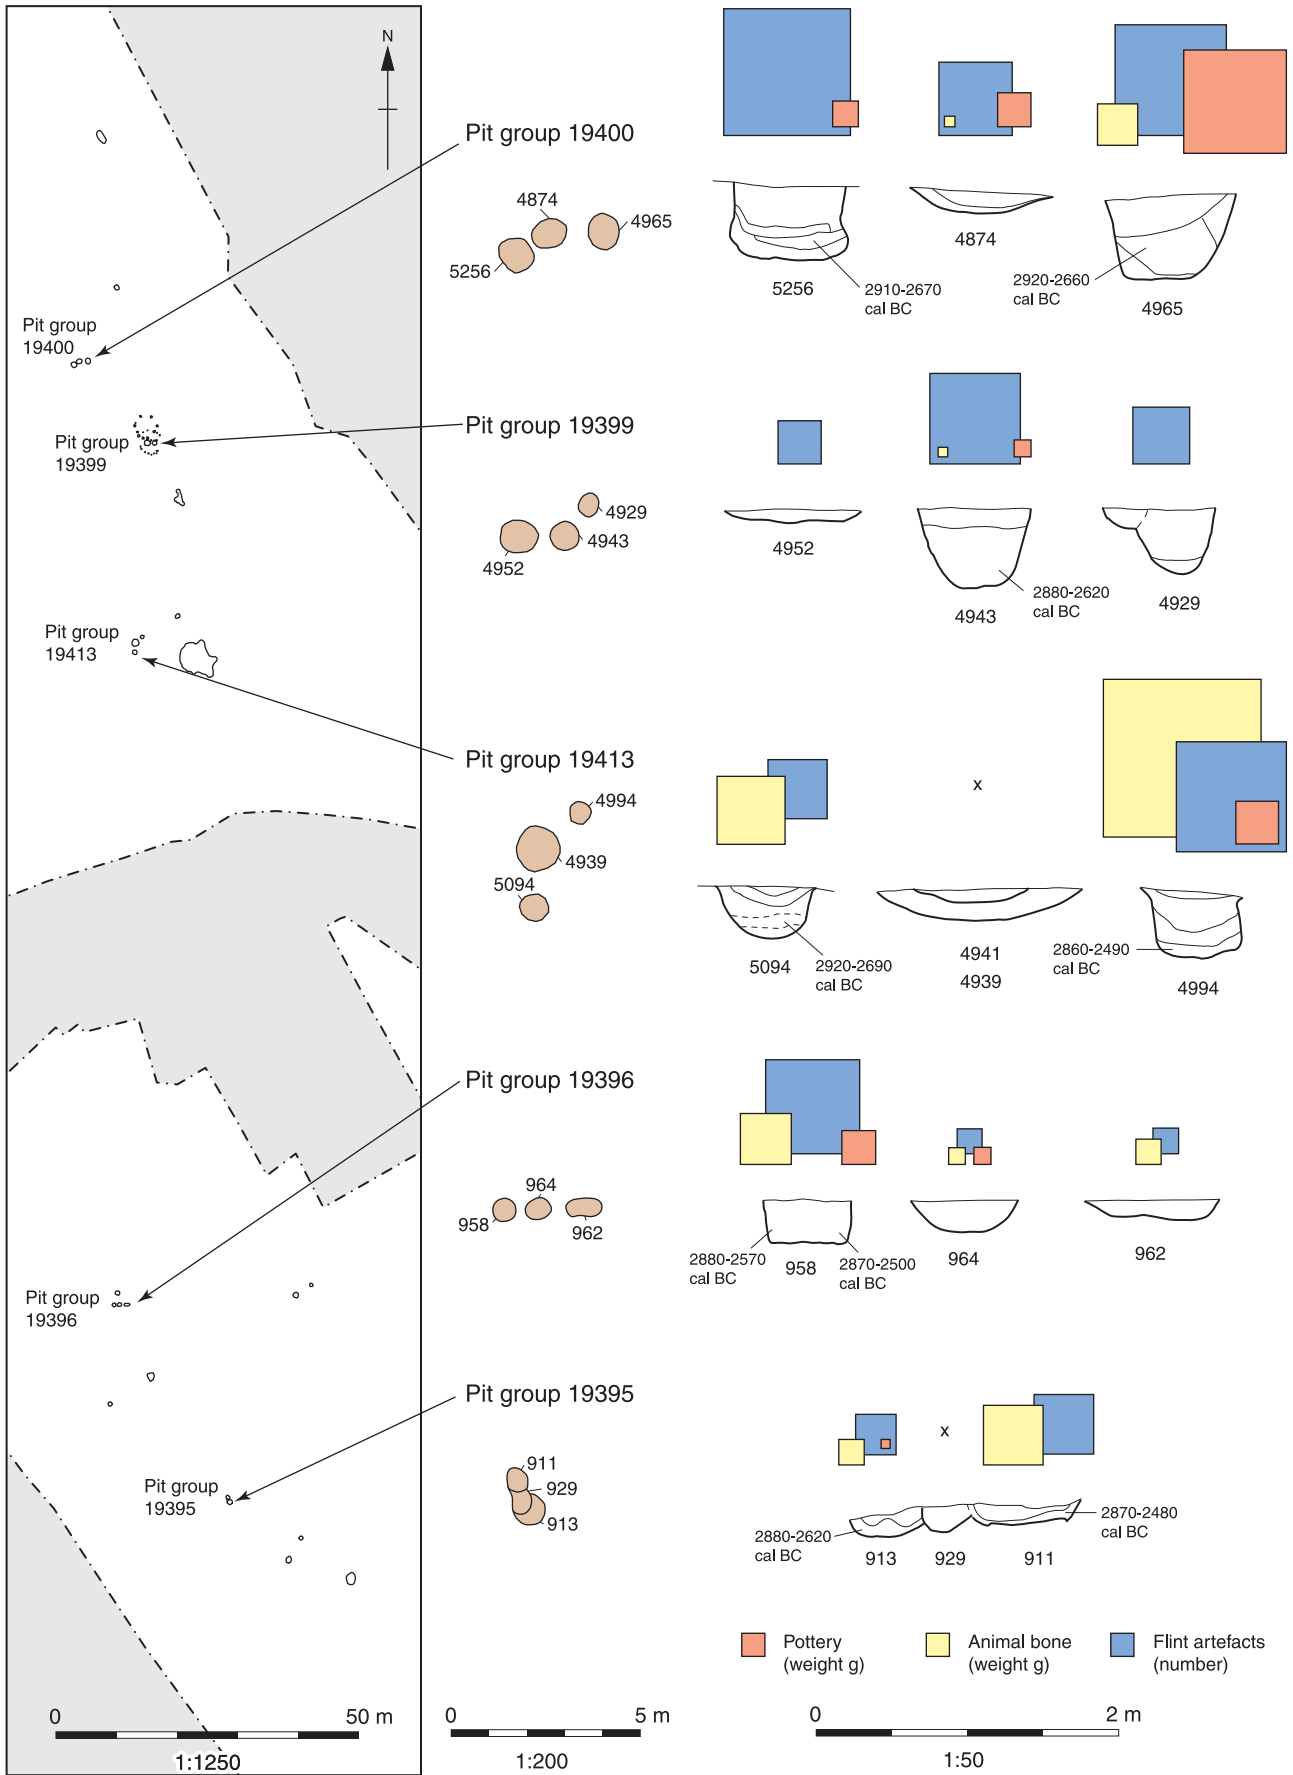 N
Pit group
19400
Pit group
19399
Pit group
19413
Pit group
19396
Pit group
19395
0 50 m
1:1250
Pit group 19400
4874
4965
5256
5256
2910-2670
cal BC
4874
2920-2660
cal BC
4965
Pit group 19399
4929
4943
4952
4952
4943
2880-2620
cal BC
4929
Pit group 19413
4994
4939
5094
x
5094
2920-2690
cal BC
4941
4939
2860-2490
cal BC
4994
Pit group 19396
964
958
962
2880-2570
cal BC
958
2870-2500
cal BC
964
962
Pit group 19395
911
929
913
x
2880-2620
cal BC
913
929
911
2870-2480
cal BC
Pottery
(weight g)
Animal bone
(weight g)
Flint artefacts
(number)
0 5 m
1:200
0 2 m
1:50